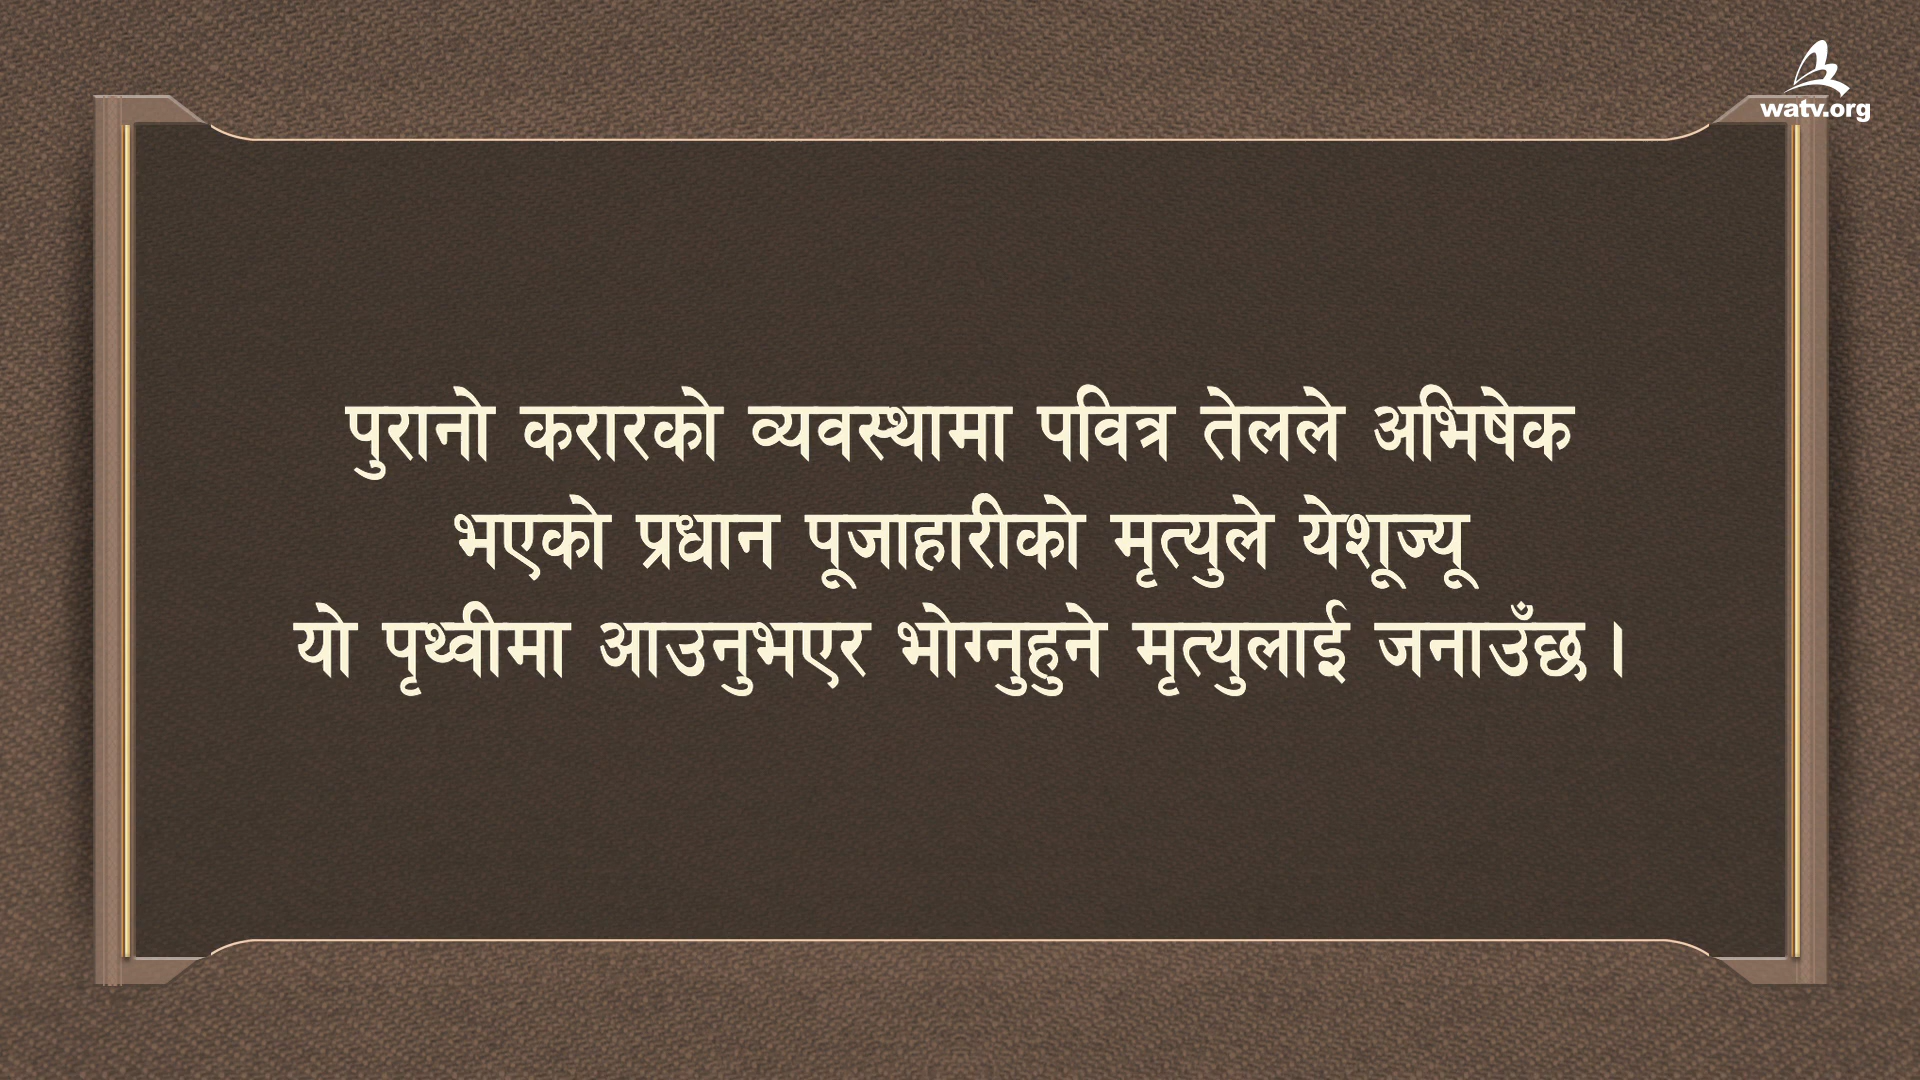 watv.org
पुरानो करारको व्यवस्थामा पवित्र तेलले अभिषेक
भएको प्रधान पूजाहारीको मृत्युले येशूज्यू
यो पृथ्वीमा आउनुभएर भोग्नुहुने मृत्युलाई जनाउँछ।